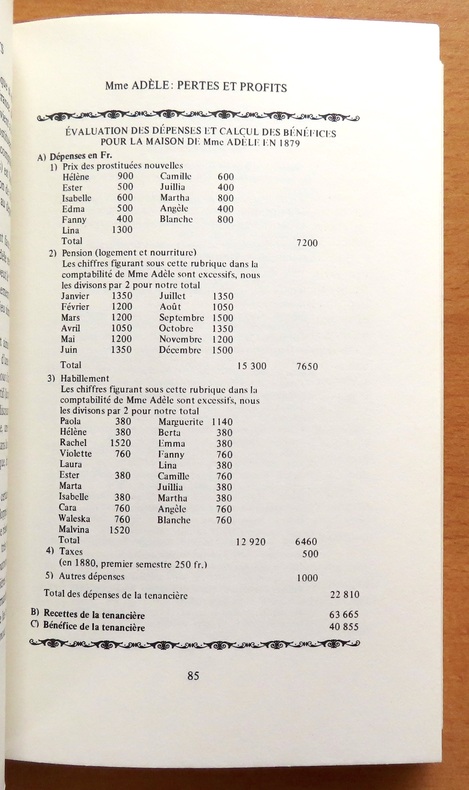 Mme ADÈLE: PERTES ET PROFITS
ÉVALUATION DES DÉPENSES ET CALCUL DES BÉNÉFICES
POUR LA MAISON DE Mme ADÈLE EN 1879
A) Dépenses en Fr.
1) Prix des prostituées nouvelles
Hélène 900 Camille 600
Ester 500 Juillia 400
Isabelle 600 Martha 800
Edma 500 Angèle 400
Fanny 400 Blanche 800
Lina 1300
Total 7200
2) Pension (logement et nourriture)
Les chiffres figurant sous cette rubrique dans la
comptabilité de Mme Adèle sont excessifs, nous
les divisons par 2 pour notre total
Janvier 1350 Juillet 1350
Février 1200 Août 1050
Mars 1200 Septembre 1500
Avril 1050 Octobre 1350
Mai 1200 Novembre 1200
Juin 1350 Décembre 1500
Total 15 300 7650
3) Habillement
Les chiffres figurant sous cette rubrique dans la
comptabilité de Mme Adèle sont excessifs, nous
les divisons par 2 pour notre total
Paola 380 Marguerite 1140
Hélène 380 Berta 380
Rachel 1520 Emma 380
Violette 760 Fanny 760
Laura Lina 380
Ester 380 Camille 760
Marta Juillia 380
Isabelle 380 Martha 380
Cara 760 Angèle 760
Waleska 760 Blanche 760
Malvina 1520
Total 12 920 6460
4) Taxes 500
(en 1880, premier semestre 250 fr.)
5) Autres dépenses 1000
Total des dépenses de la tenancière 22 810
B) Recettes de la tenancière 63 665
C) Bénéfice de la tenancière 40 855
85